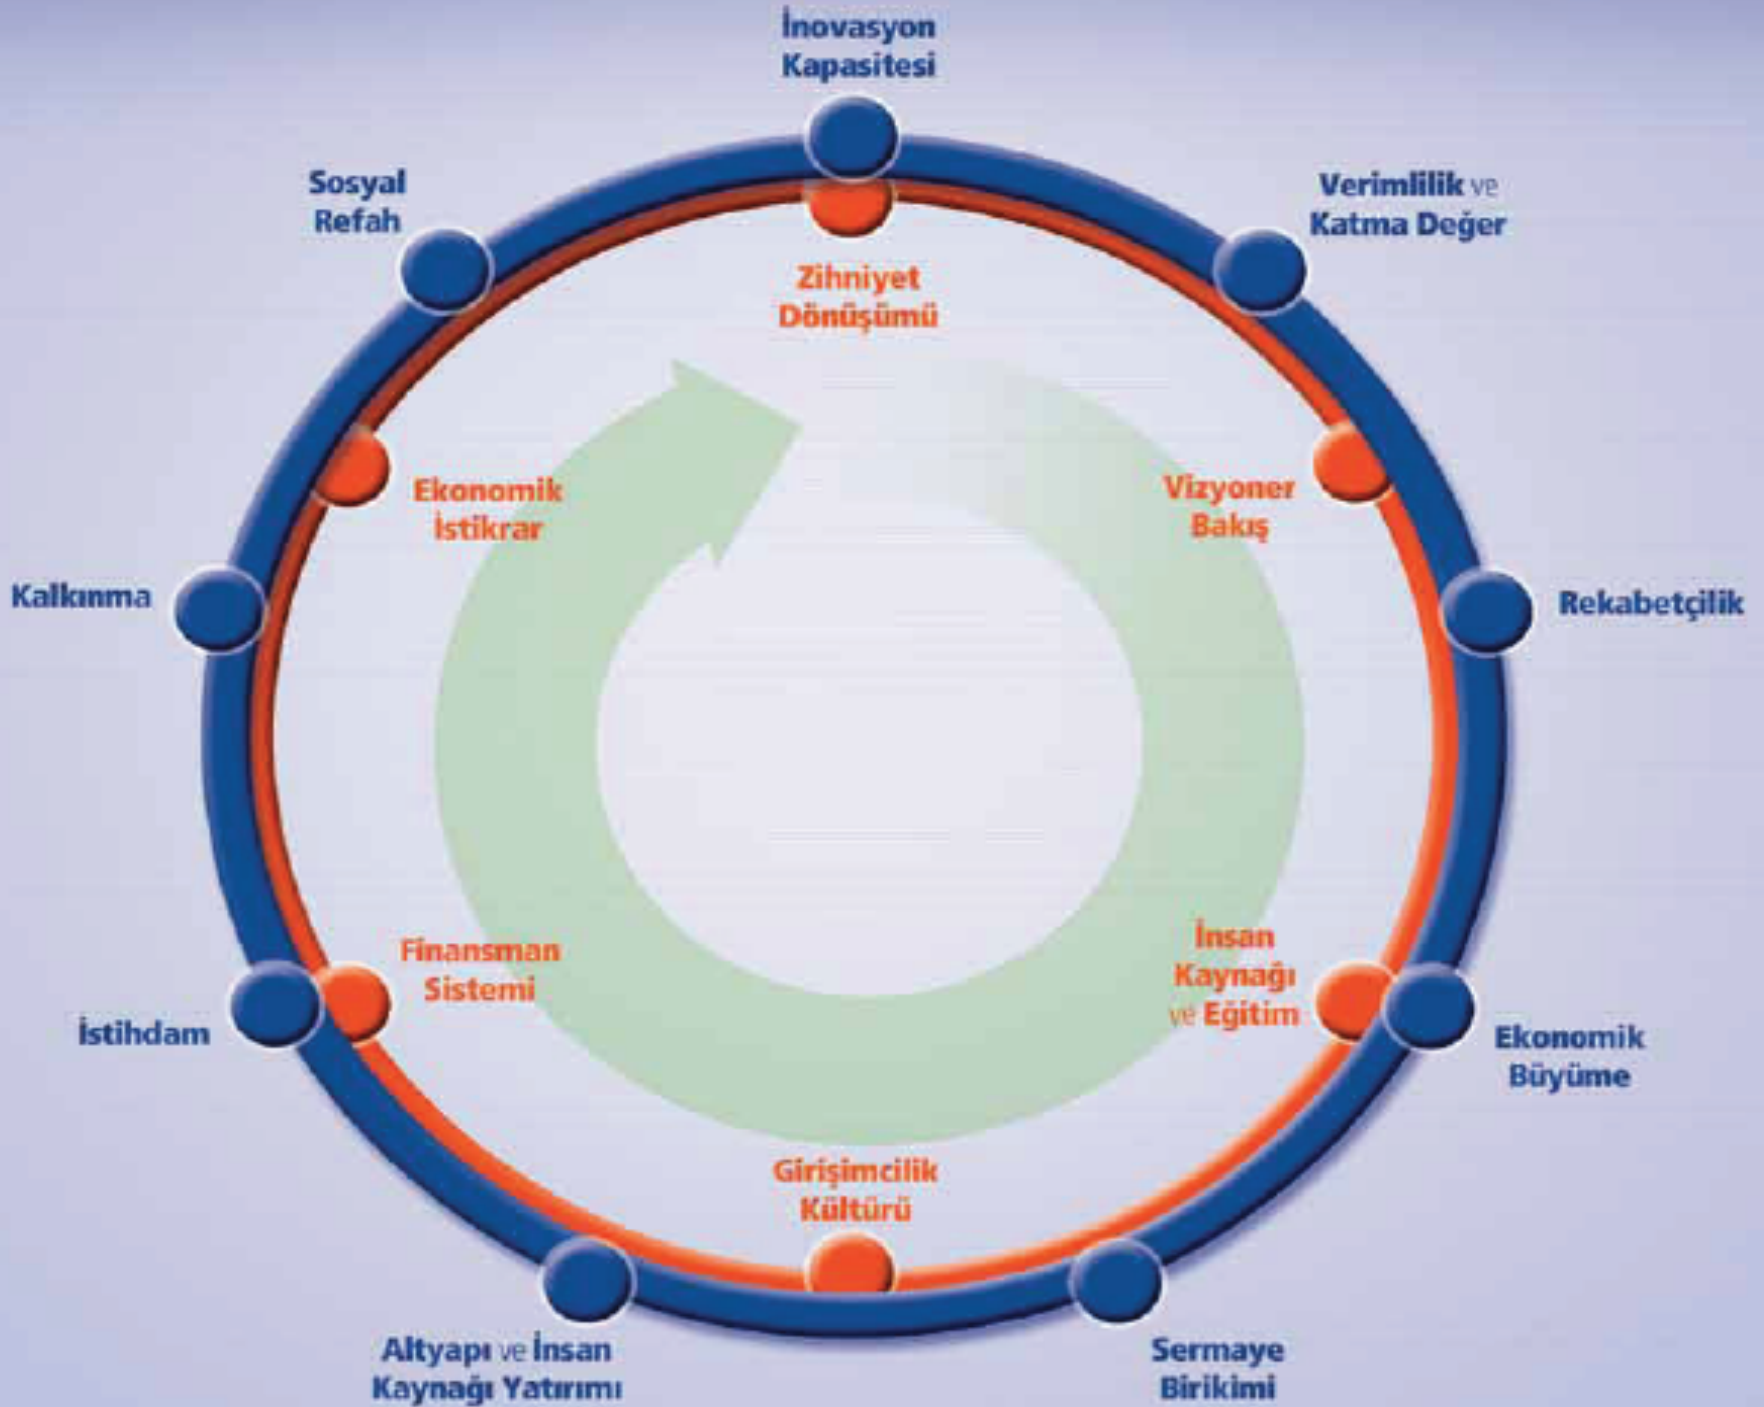 İnovasyon
Kapasitesi
Sosyal
Refah
Verimlilik ve
Katma Değer
Zihniyet
Dönüşümü
Ekonomik
İstikrar
Vizyoner
Bakış
Kalkınma
Rekabetçilik
Finansman
Sistemi
İnsan
Kaynağı
ve Eğitim
İstihdam
Ekonomik
Büyüme
Girişimcilik
Kültürü
Altyapı ve İnsan
Kaynağı Yatırımı
Sermaye
Birikimi